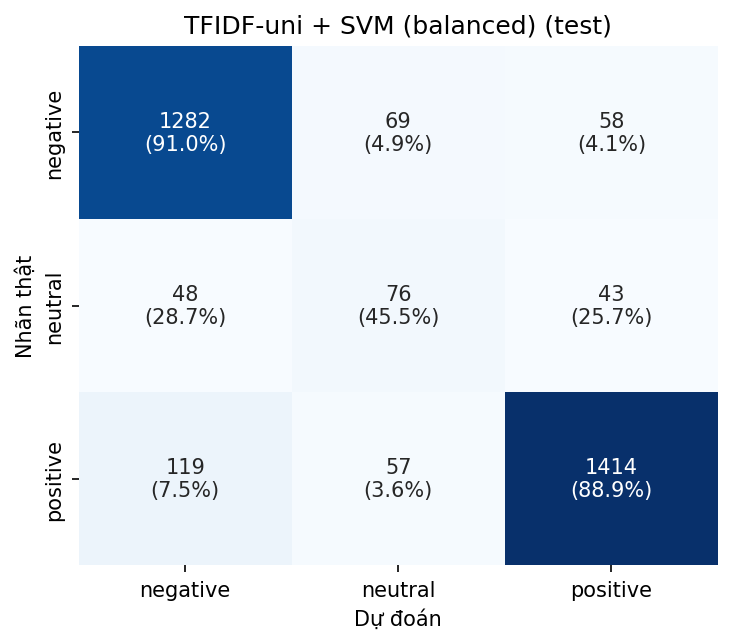 TFIDF-uni + SVM (balanced) (test)
negative
1282
(91.0%)
69
(4.9%)
58
(4.1%)
Nhãn thật
neutral
48
(28.7%)
76
(45.5%)
43
(25.7%)
positive
119
(7.5%)
57
(3.6%)
1414
(88.9%)
negative
neutral
positive
Dự đoán